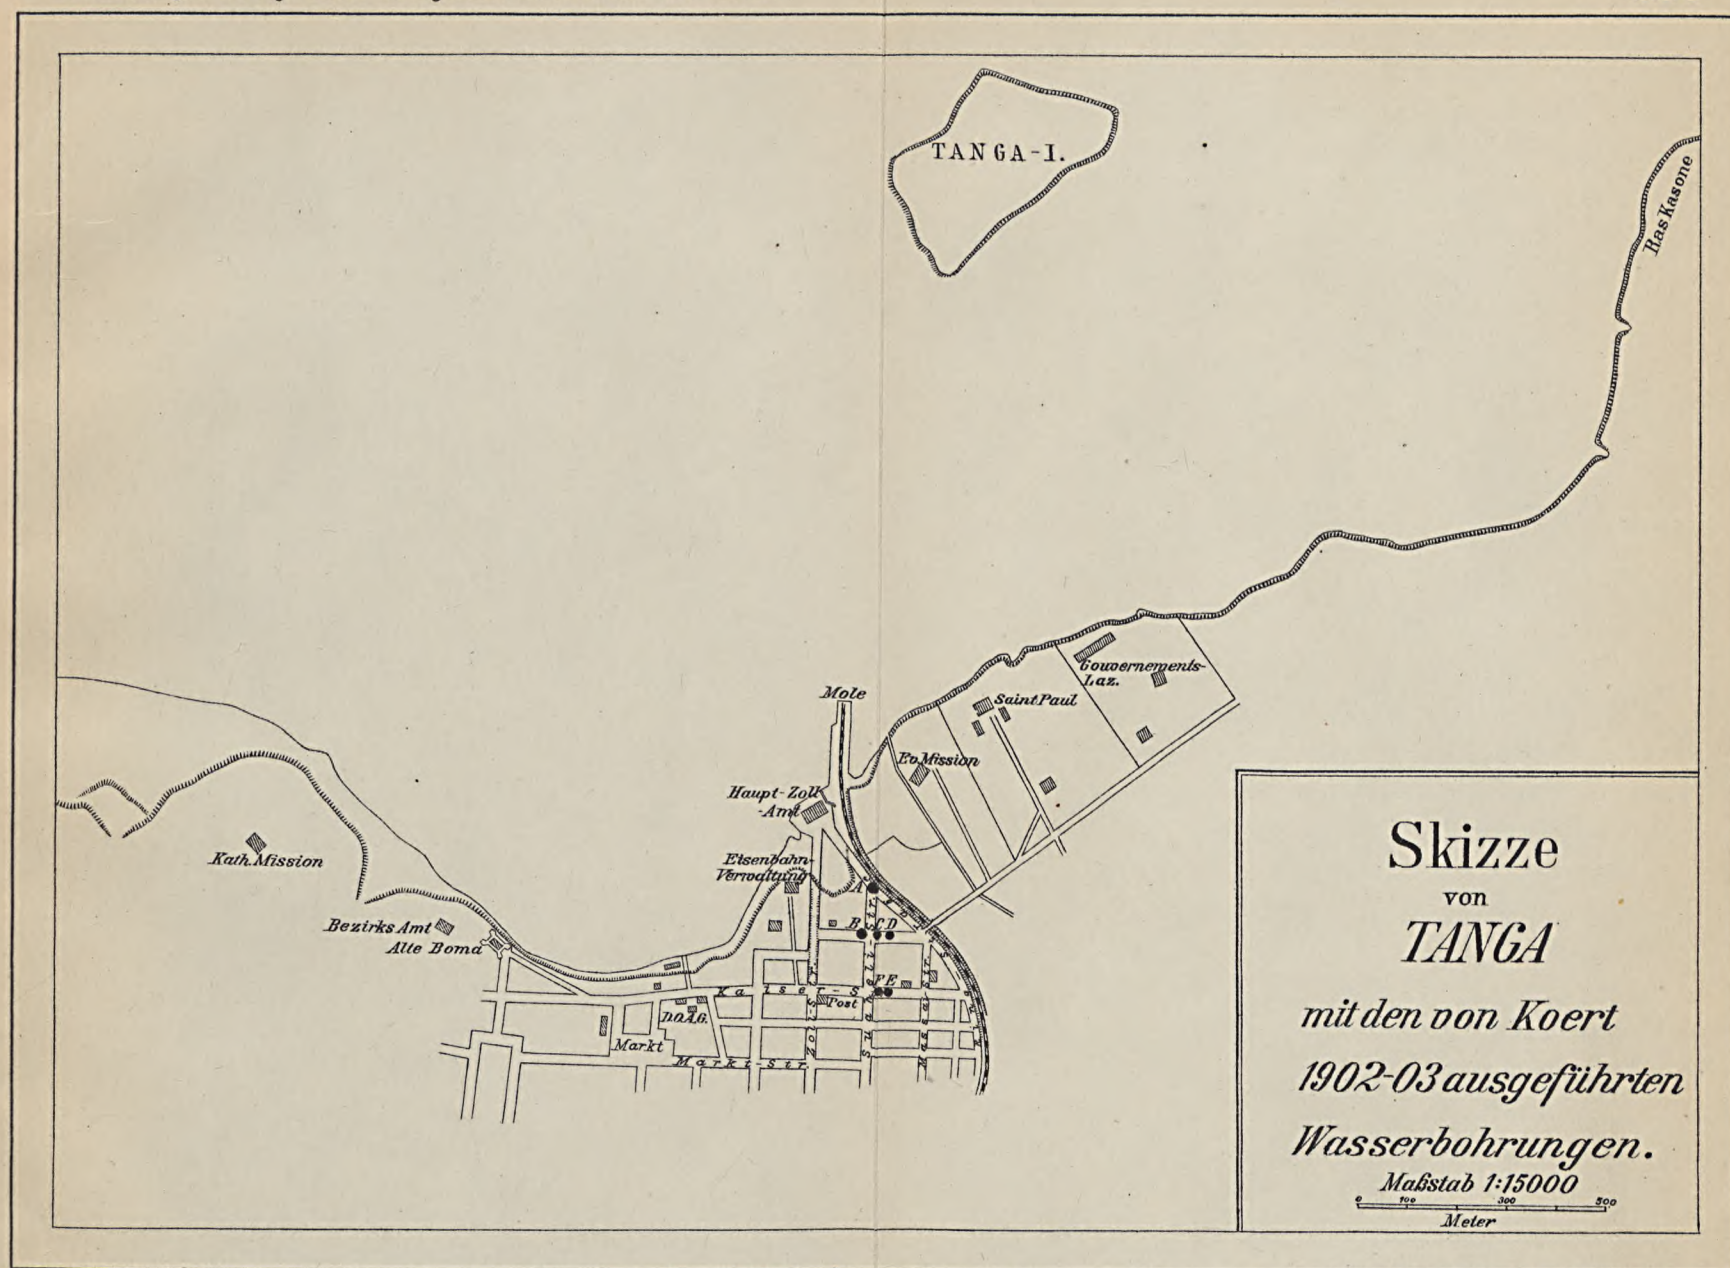 TANGA-I.
Ras Kasone
Mole
Gouvernements-
Laz.
Saint Paul
Ev. Mission
Haupt-Zoll
-Amt
Kath. Mission
Eisenbahn-
Verwaltung
A
B C D
Bezirks Amt
Alte Boma
F E
Kaiser-S
Post
D.O.A.G.
Markt
Markt-Str.
Skizze
von
TANGA
mit den von Koert
1902-03 ausgeführten
Wasserbohrungen.
Maßstab 1:15000
0 100 300 500
Meter